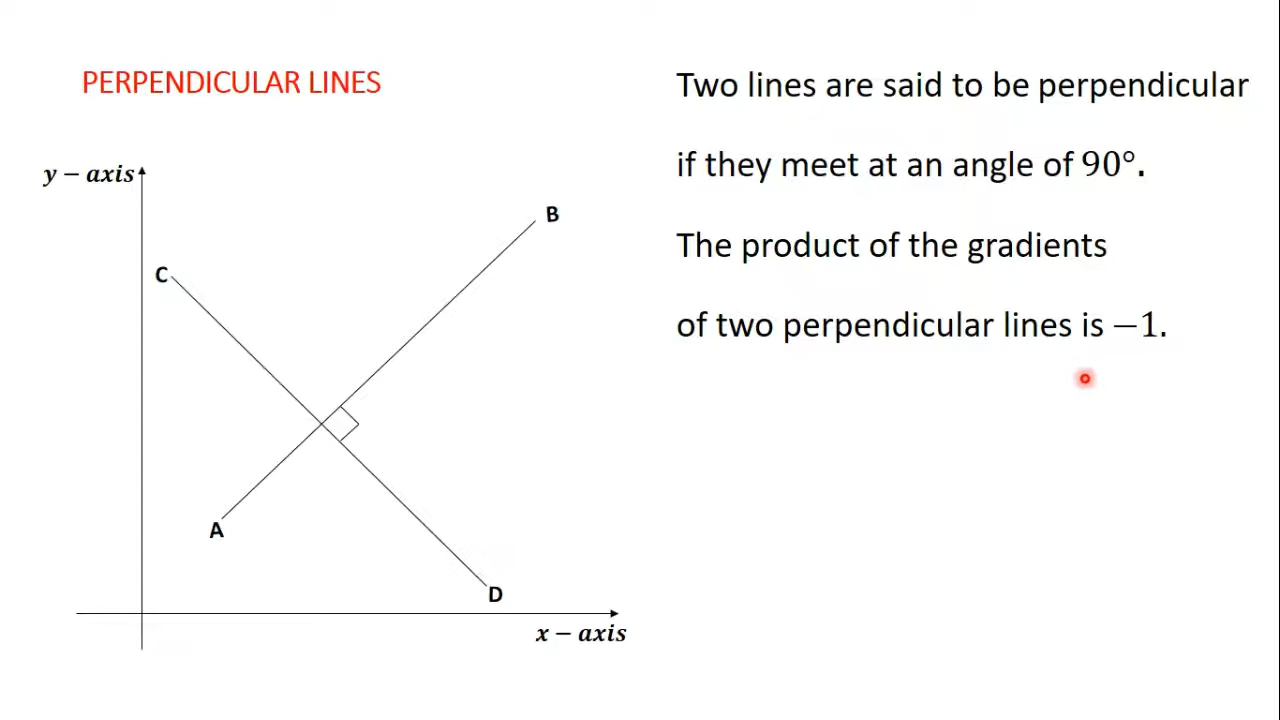 PERPENDICULAR LINES
Two lines are said to be perpendicular
if they meet at an angle of 90°.
The product of the gradients
of two perpendicular lines is −1.
y − axis
B
C
A
D
x − axis